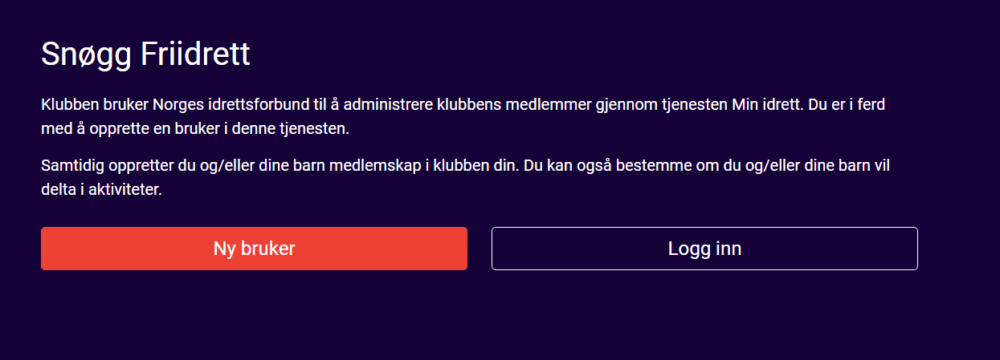 Snøgg Friidrett
Klubben bruker Norges idrettsforbund til å administrere klubbens medlemmer gjennom tjenesten Min idrett. Du er i ferd
med å opprette en bruker i denne tjenesten.
Samtidig oppretter du og/eller dine barn medlemskap i klubben din. Du kan også bestemme om du og/eller dine barn vil
delta i aktiviteter.
Ny bruker
Logg inn